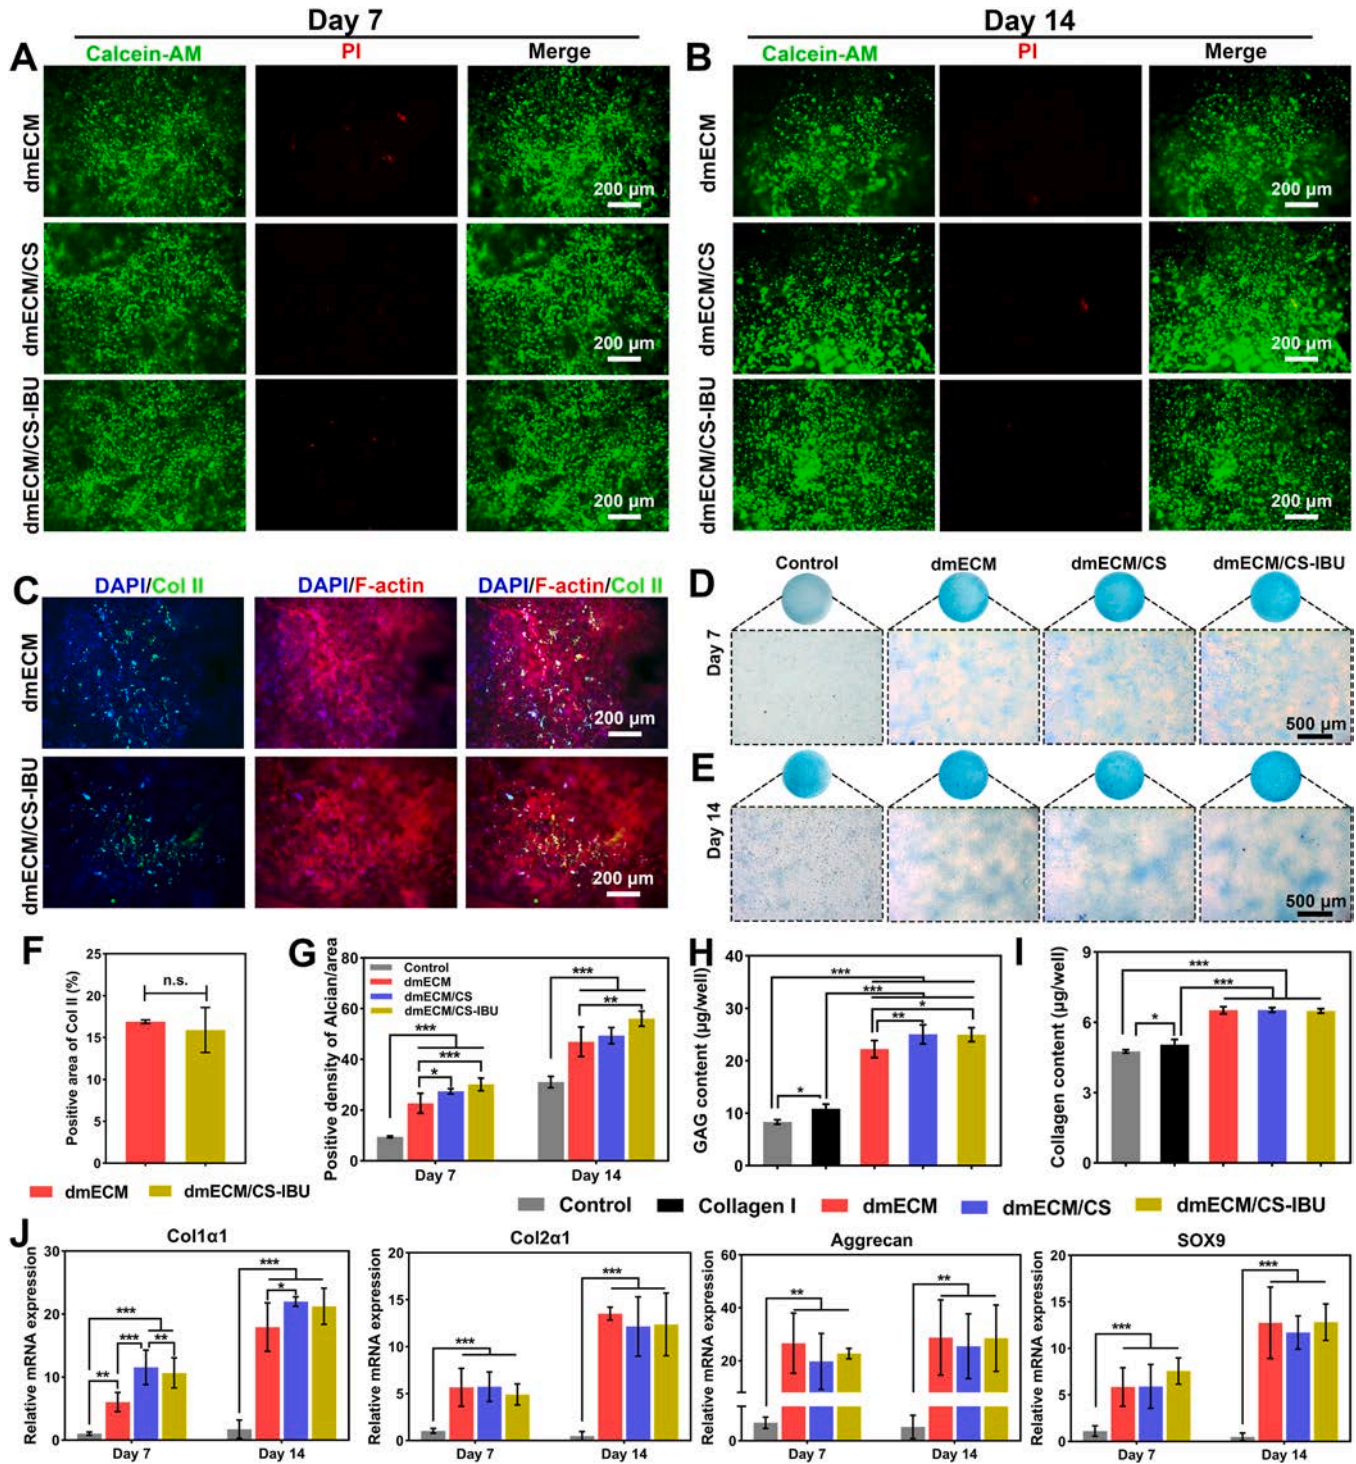 Day 7
Day 14
A
Calcein-AM
PI
Merge
B
Calcein-AM
PI
Merge
dmECM
200 μm
dmECM
200 μm
dmECM/CS
200 μm
dmECM/CS
200 μm
dmECM/CS-IBU
200 μm
dmECM/CS-IBU
200 μm
C
DAPI/Col II
DAPI/F-actin
DAPI/F-actin/Col II
dmECM
200 μm
dmECM/CS-IBU
200 μm
D
Control
dmECM
dmECM/CS
dmECM/CS-IBU
Day 7
500 μm
E
Day 14
500 μm
F
Positive area of Col II (%)
25
20
15
10
5
0
n.s.
dmECM
dmECM/CS-IBU
G
Positive density of Alcian/area
80
60
40
20
0
Control
dmECM
dmECM/CS
dmECM/CS-IBU
***
***
*
***
**
Day 7
Day 14
H
GAG content (μg/well)
40
30
20
10
0
***
***
*
**
*
I
Collagen content (μg/well)
9
6
3
0
***
***
*
Control
Collagen I
dmECM
dmECM/CS
dmECM/CS-IBU
J
Col1α1
Relative mRNA expression
30
20
10
0
***
***
**
**
***
*
Day 7
Day 14
Col2α1
Relative mRNA expression
20
15
10
5
0
***
***
Day 7
Day 14
Aggrecan
Relative mRNA expression
60
40
20
1
0
**
**
Day 7
Day 14
SOX9
Relative mRNA expression
20
15
10
5
0
***
***
Day 7
Day 14